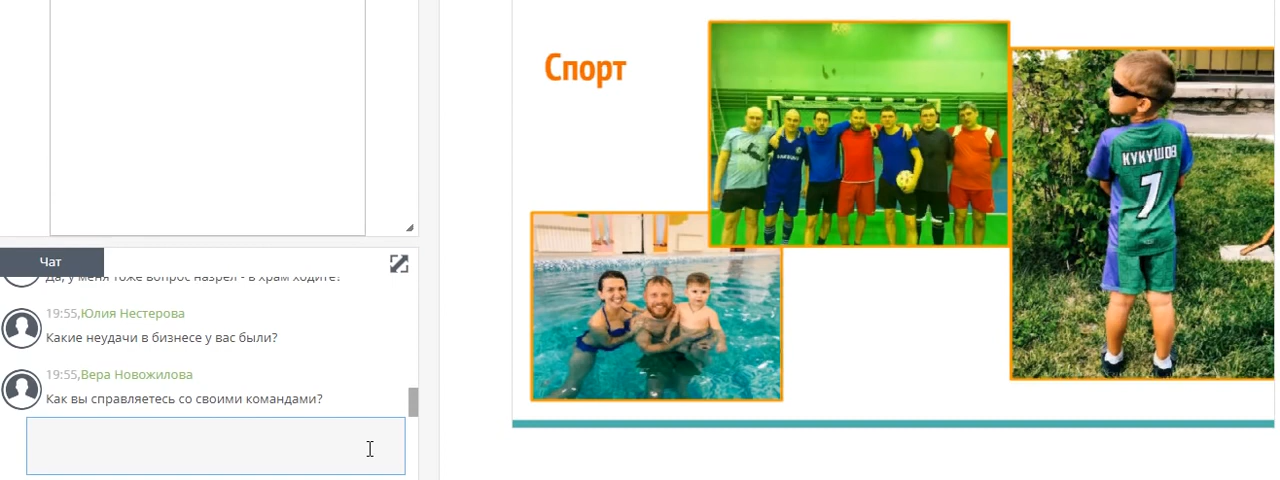 Чат
Да, у меня тоже вопрос назрел - в храм ходите?
19:55,Юлия Нестерова
Какие неудачи в бизнесе у вас были?
19:55,Вера Новожилова
Как вы справляетесь со своими командами?
Спорт
КУКУШОВ
7